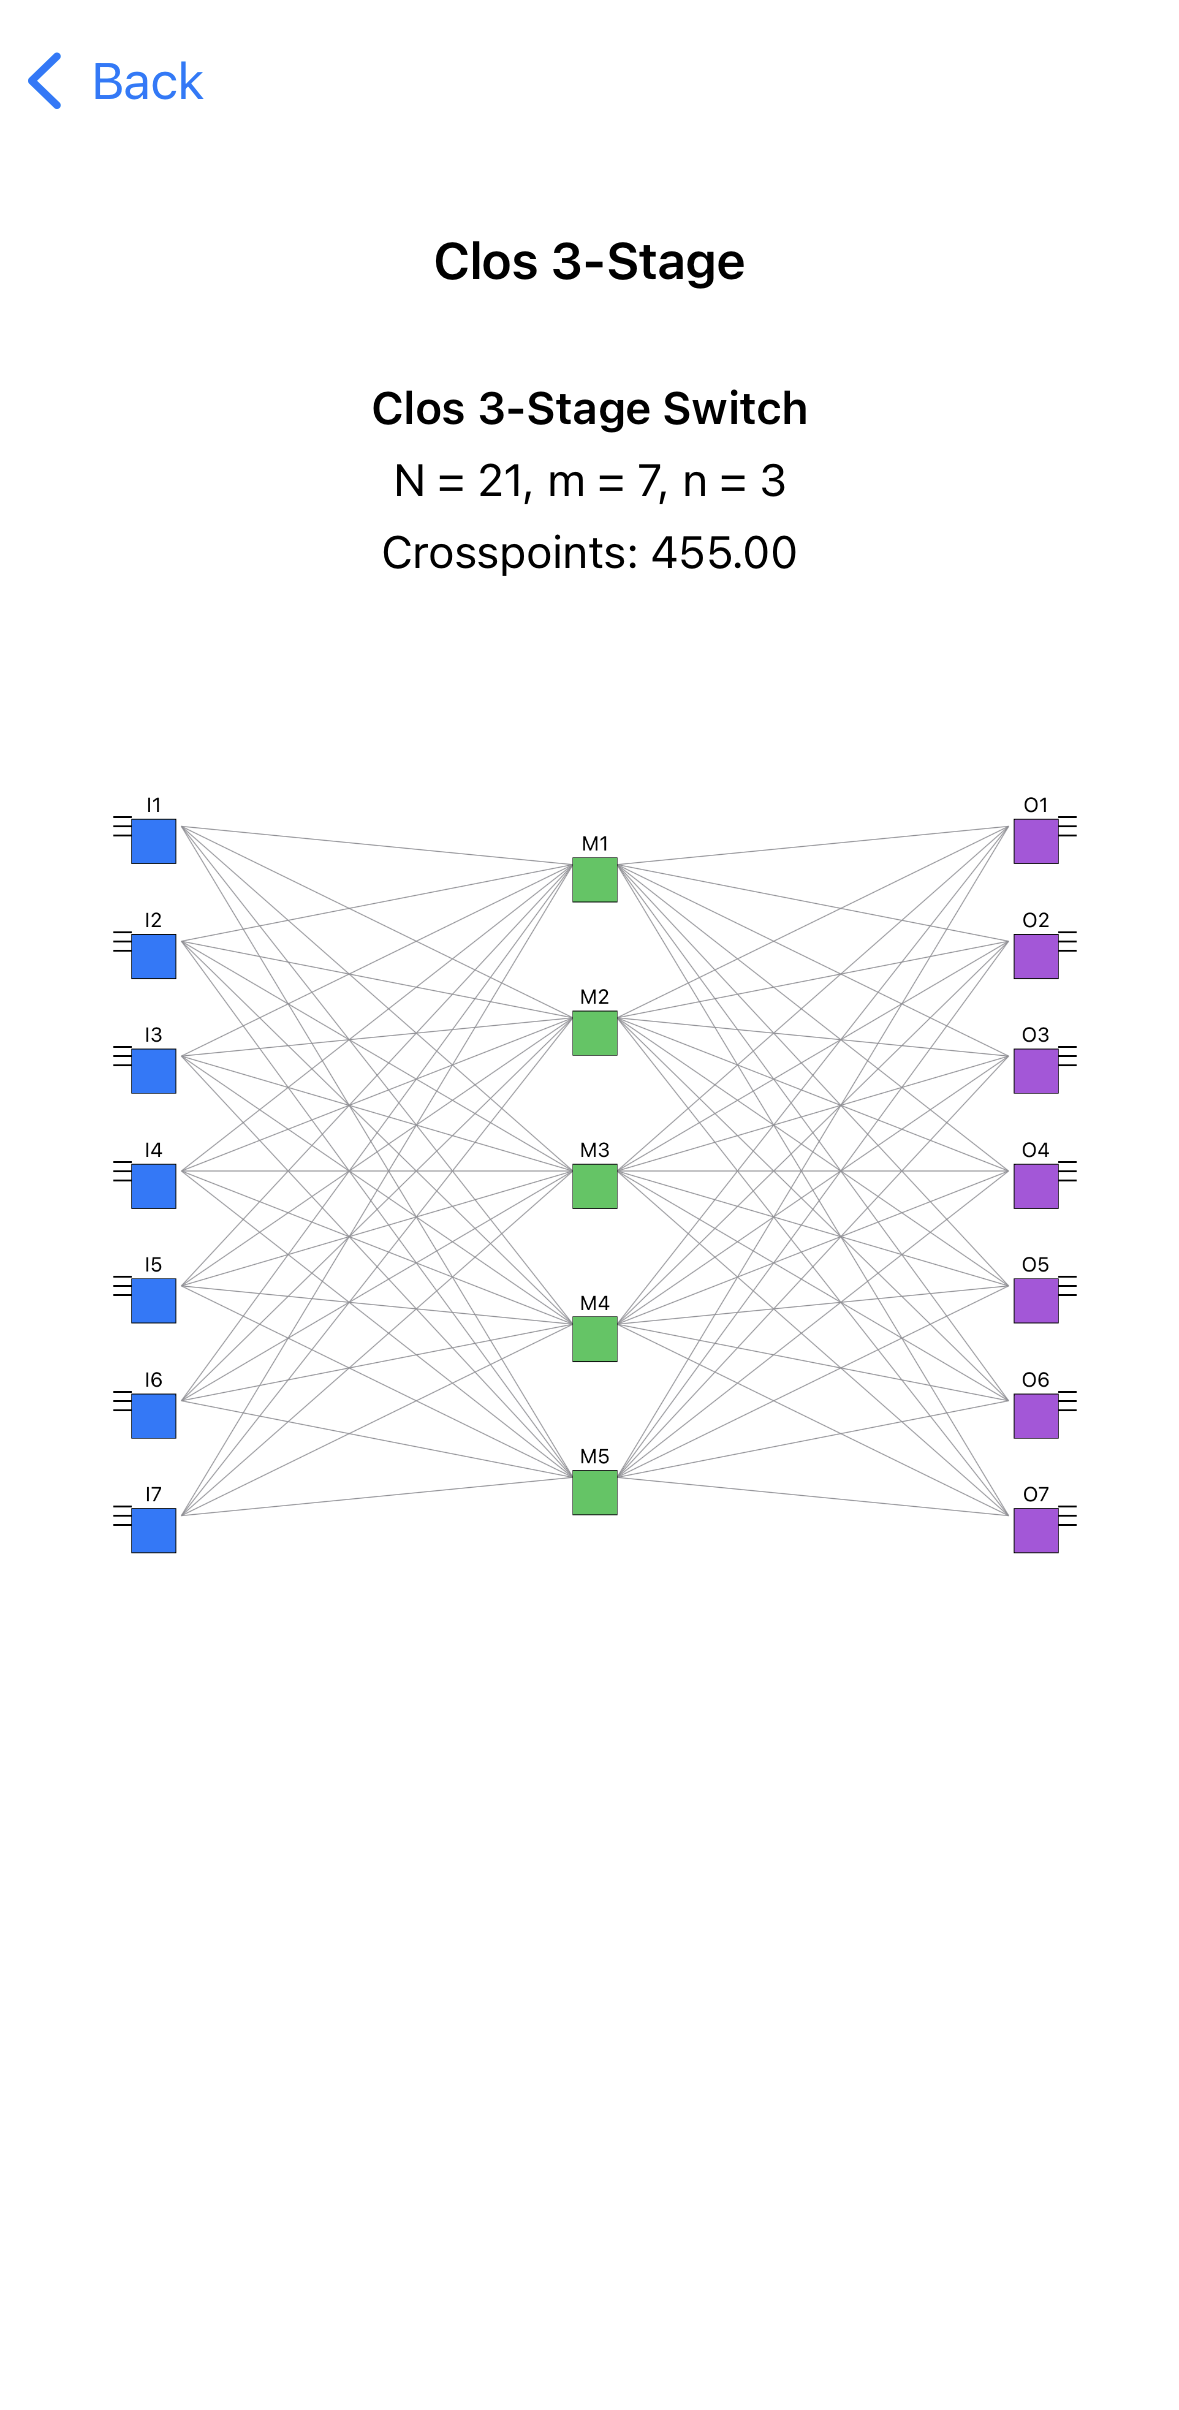 Back
Clos 3-Stage
Clos 3-Stage Switch
N = 21, m = 7, n = 3
Crosspoints: 455.00
I1
O1
M1
I2
O2
M2
I3
O3
I4
M3
O4
I5
O5
M4
I6
O6
M5
I7
O7